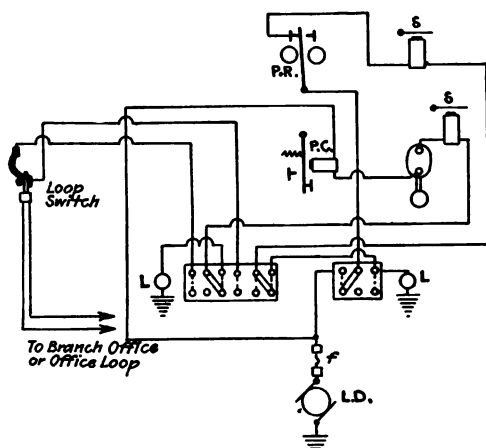 δ
P.R.
δ
P.C.
Loop
Switch
L
L
To Branch Office
or Office Loop
f
L.D.